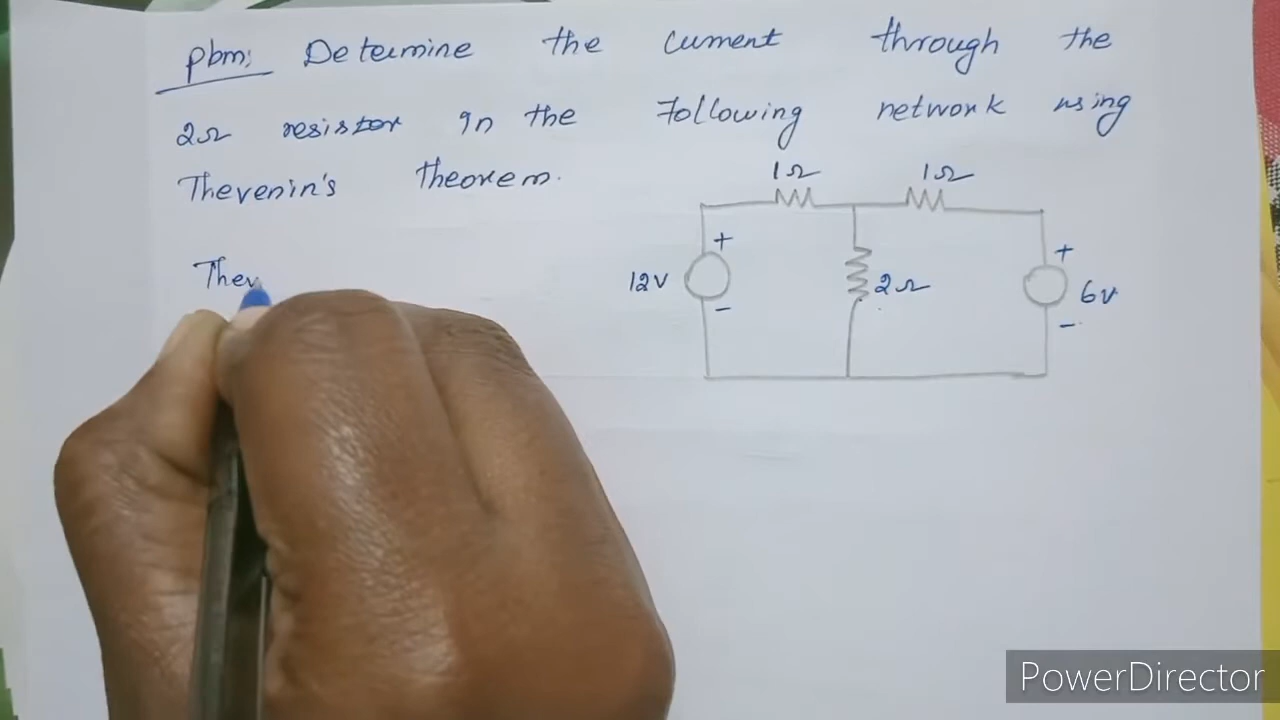 Pbm: Determine the current through the
2Ω resistor in the following network using
Thevenin's theorem.
1Ω 1Ω
+ +
12V 2Ω 6V
- -
Thev
PowerDirector